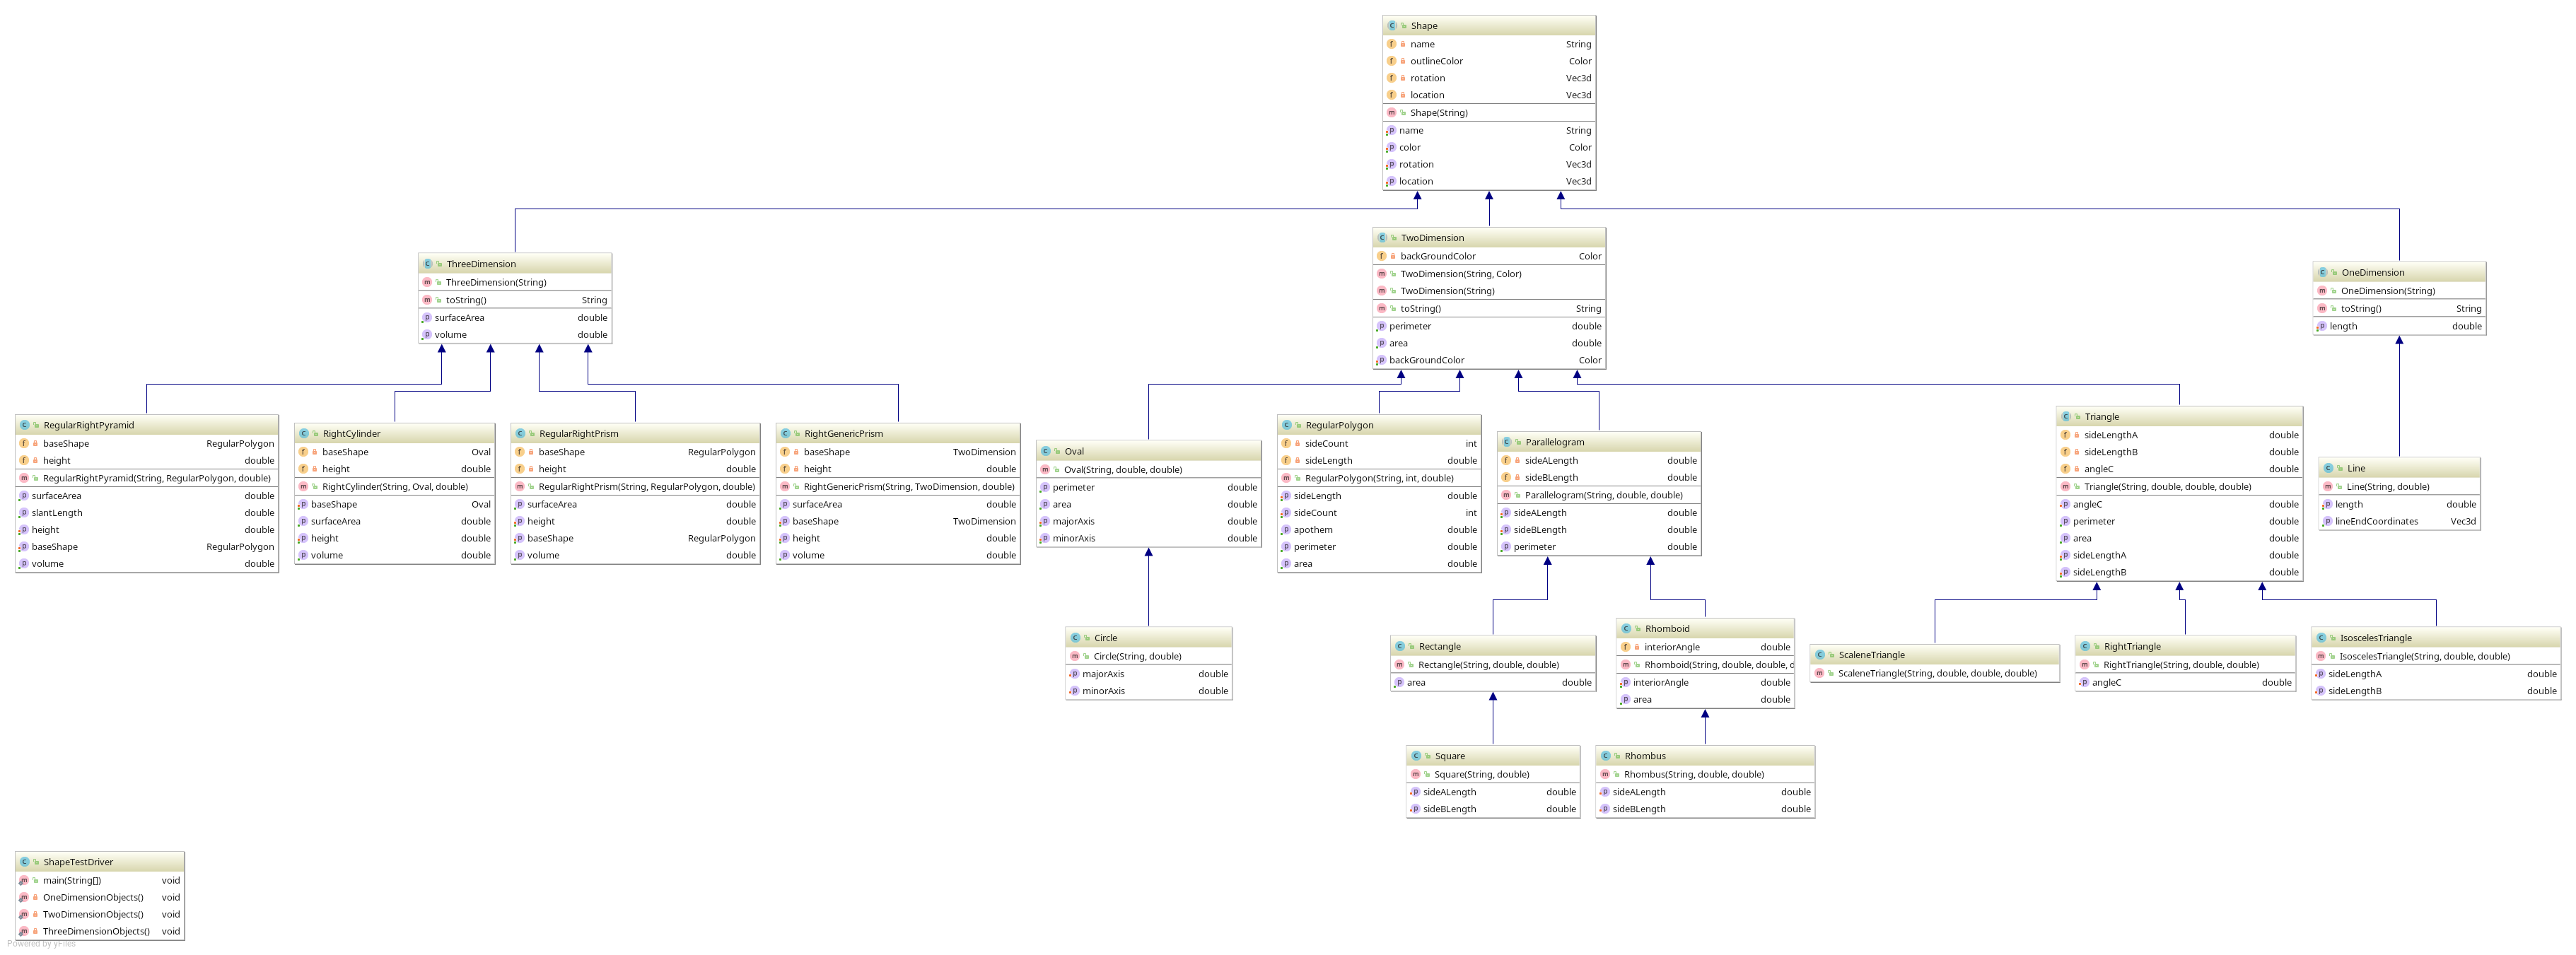 Shape
name String
outlineColor Color
rotation Vec3d
location Vec3d
Shape(String)
name String
color Color
rotation Vec3d
location Vec3d
ThreeDimension
ThreeDimension(String)
toString() String
surfaceArea double
volume double
TwoDimension
backGroundColor Color
TwoDimension(String, Color)
TwoDimension(String)
toString() String
perimeter double
area double
backGroundColor Color
OneDimension
OneDimension(String)
toString() String
length double
RegularRightPyramid
baseShape RegularPolygon
height double
RegularRightPyramid(String, RegularPolygon, double)
surfaceArea double
slantLength double
height double
baseShape RegularPolygon
volume double
RightCylinder
baseShape Oval
height double
RightCylinder(String, Oval, double)
baseShape Oval
surfaceArea double
height double
volume double
RegularRightPrism
baseShape RegularPolygon
height double
RegularRightPrism(String, RegularPolygon, double)
surfaceArea double
height double
baseShape RegularPolygon
volume double
RightGenericPrism
baseShape TwoDimension
height double
RightGenericPrism(String, TwoDimension, double)
surfaceArea double
baseShape TwoDimension
height double
volume double
Oval
Oval(String, double, double)
perimeter double
area double
majorAxis double
minorAxis double
RegularPolygon
sideCount int
sideLength double
RegularPolygon(String, int, double)
sideLength double
sideCount int
apothem double
perimeter double
area double
Parallelogram
sideALength double
sideBLength double
Parallelogram(String, double, double)
sideALength double
sideBLength double
perimeter double
Triangle
sideLengthA double
sideLengthB double
angleC double
Triangle(String, double, double, double)
angleC double
perimeter double
area double
sideLengthA double
sideLengthB double
Line
Line(String, double)
length double
lineEndCoordinates Vec3d
Circle
Circle(String, double)
majorAxis double
minorAxis double
Rectangle
Rectangle(String, double, double)
area double
Rhomboid
interiorAngle double
Rhomboid(String, double, double, d
interiorAngle double
area double
ScaleneTriangle
ScaleneTriangle(String, double, double, double)
RightTriangle
RightTriangle(String, double, double)
angleC double
IsoscelesTriangle
IsoscelesTriangle(String, double, double)
sideLengthA double
sideLengthB double
Square
Square(String, double)
sideALength double
sideBLength double
Rhombus
Rhombus(String, double, double)
sideALength double
sideBLength double
ShapeTestDriver
main(String[]) void
OneDimensionObjects() void
TwoDimensionObjects() void
ThreeDimensionObjects() void
Powered by yFiles